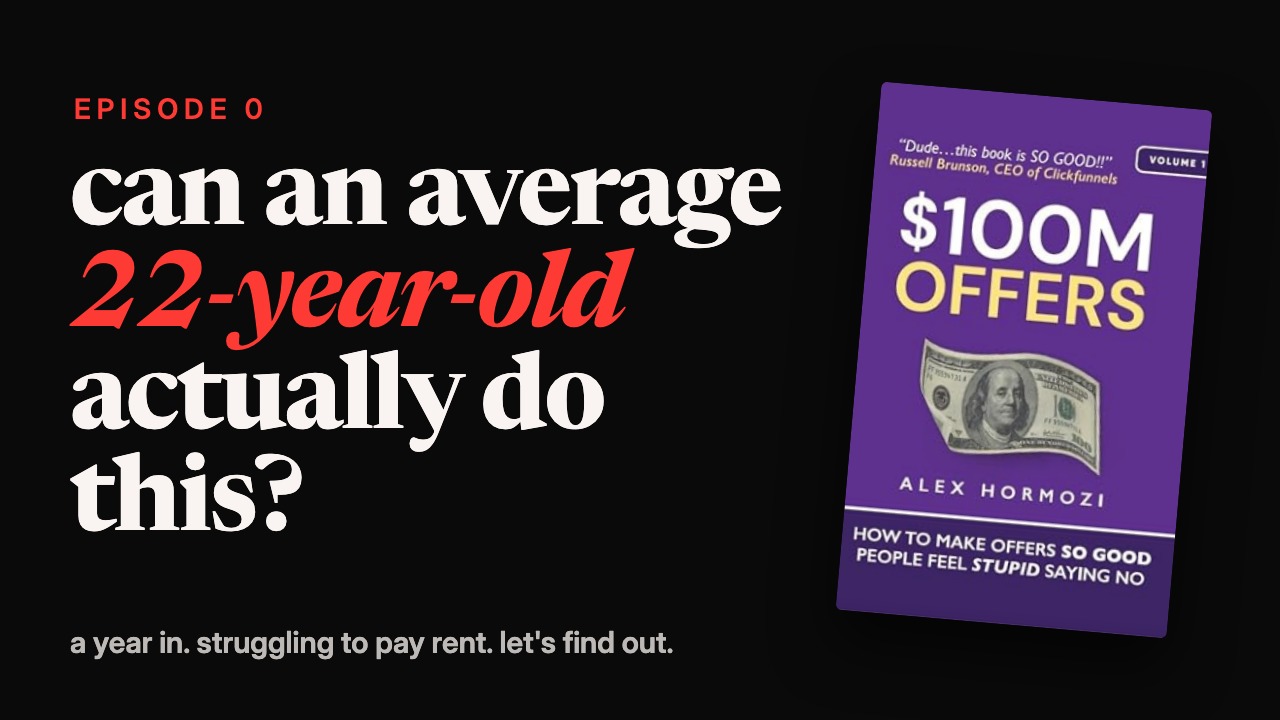 EPISODE 0
can an average
22-year-old
actually do
this?
a year in. struggling to pay rent. let's find out.
“Dude...this book is SO GOOD!!”
Russell Brunson, CEO of Clickfunnels
VOLUME 1
$100M
OFFERS
100
ALEX HORMOZI
HOW TO MAKE OFFERS SO GOOD
PEOPLE FEEL STUPID SAYING NO